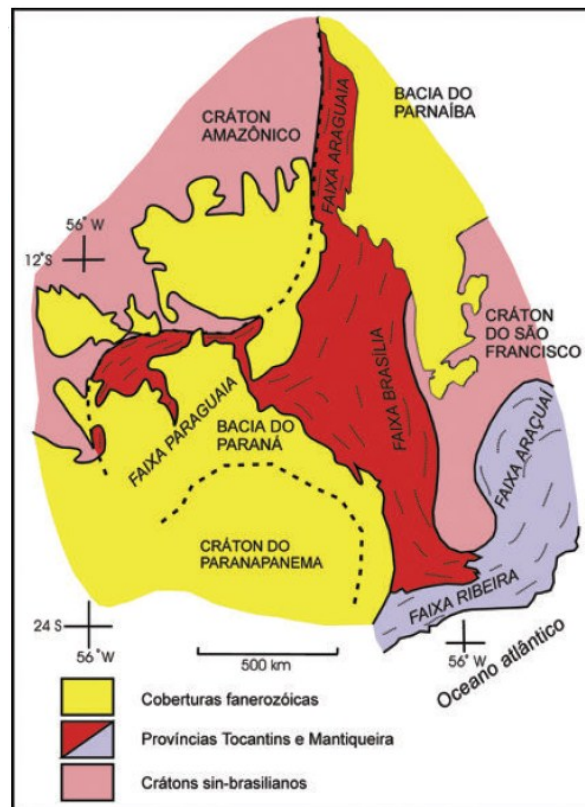 BACIA DO
PARNAÍBA
FAIXA ARAGUAIA
CRÁTON
AMAZÔNICO
56° W
12°S
CRÁTON
DO SÃO
FRANCISCO
FAIXA BRASÍLIA
FAIXA ARAÇUAI
FAIXA PARAGUAIA
BACIA DO
PARANÁ
CRÁTON DO
PARANAPANEMA
FAIXA RIBEIRA
24 S
56°W
500 km
56° W
Oceano atlântico
Coberturas fanerozóicas
Províncias Tocantins e Mantiqueira
Crátons sin-brasilianos